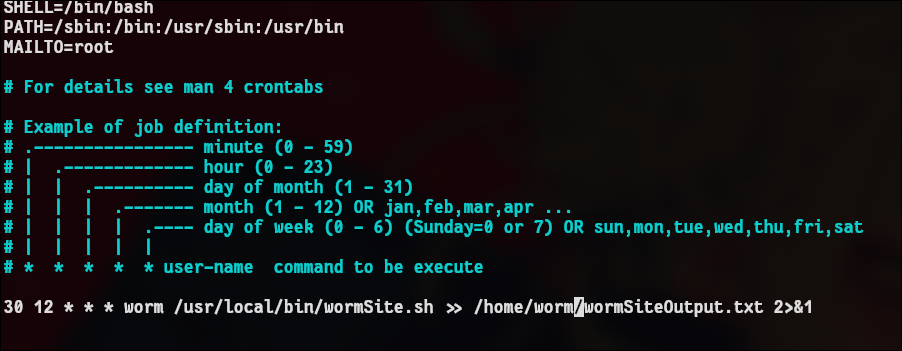 SHELL=/bin/bash
PATH=/sbin:/bin:/usr/sbin:/usr/bin
MAILTO=root
# For details see man 4 crontabs
# Example of job definition:
# .---------------- minute (0 - 59)
# |  .------------- hour (0 - 23)
# |  |  .---------- day of month (1 - 31)
# |  |  |  .------- month (1 - 12) OR jan,feb,mar,apr ...
# |  |  |  |  .---- day of week (0 - 6) (Sunday=0 or 7) OR sun,mon,tue,wed,thu,fri,sat
# |  |  |  |  |
# *  *  *  *  * user-name  command to be execute
30 12 * * * worm /usr/local/bin/wormSite.sh >> /home/worm/wormSiteOutput.txt 2>&1